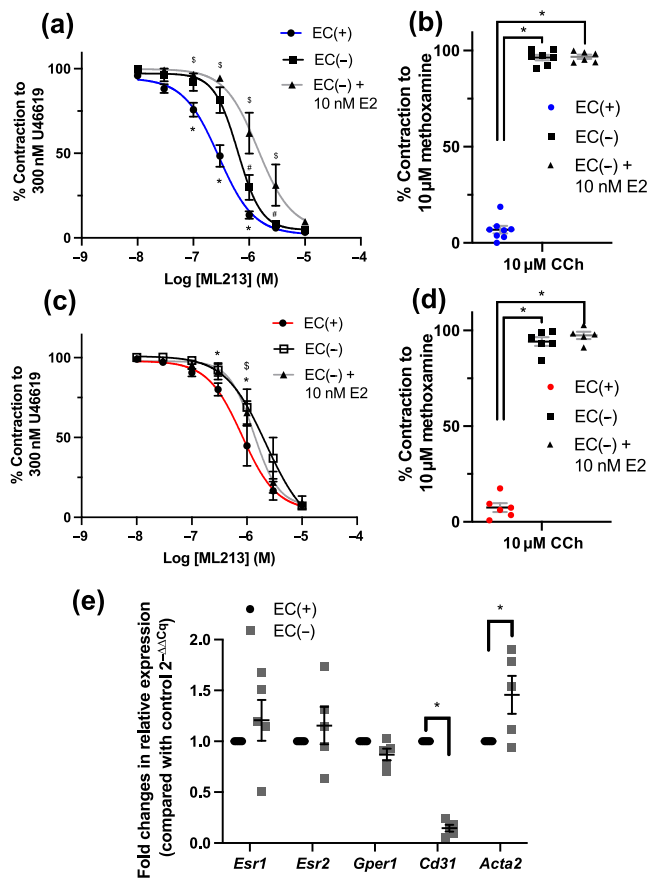 (a)
EC(+)
EC(−)
EC(−) +
10 nM E2
% Contraction to
300 nM U46619
100
50
0
$
$
$
$
*
*
#
*
#
−9
−8
−7
−6
−5
−4
Log [ML213] (M)
(b)
% Contraction to
10 µM methoxamine
100
50
0
*
*
EC(+)
EC(−)
EC(−) +
10 nM E2
10 µM CCh
(c)
EC(+)
EC(−)
EC(−) +
10 nM E2
% Contraction to
300 nM U46619
100
50
0
*
$
*
−9
−8
−7
−6
−5
−4
Log [ML213] (M)
(d)
% Contraction to
10 µM methoxamine
100
50
0
*
*
EC(+)
EC(−)
EC(−) +
10 nM E2
10 µM CCh
(e)
EC(+)
EC(−)
Fold changes in relative expression
(compared with control 2−ΔΔCq)
2.0
1.5
1.0
0.5
0.0
*
*
Esr1
Esr2
Gper1
Cd31
Acta2